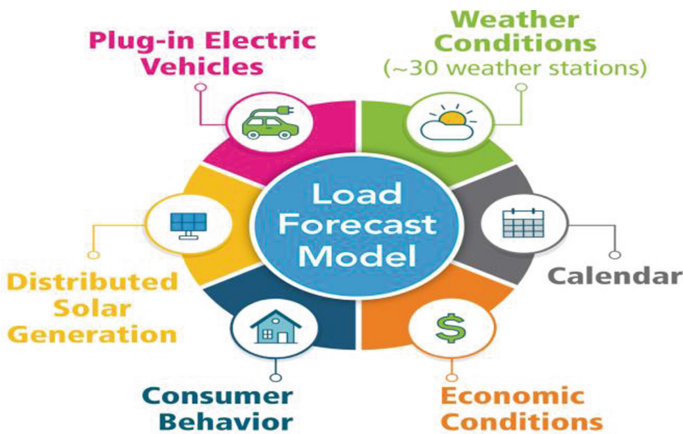 Plug-in Electric
Vehicles
Weather
Conditions
(~30 weather stations)
Load
Forecast
Model
Distributed
Solar
Generation
Calendar
Consumer
Behavior
Economic
Conditions
$